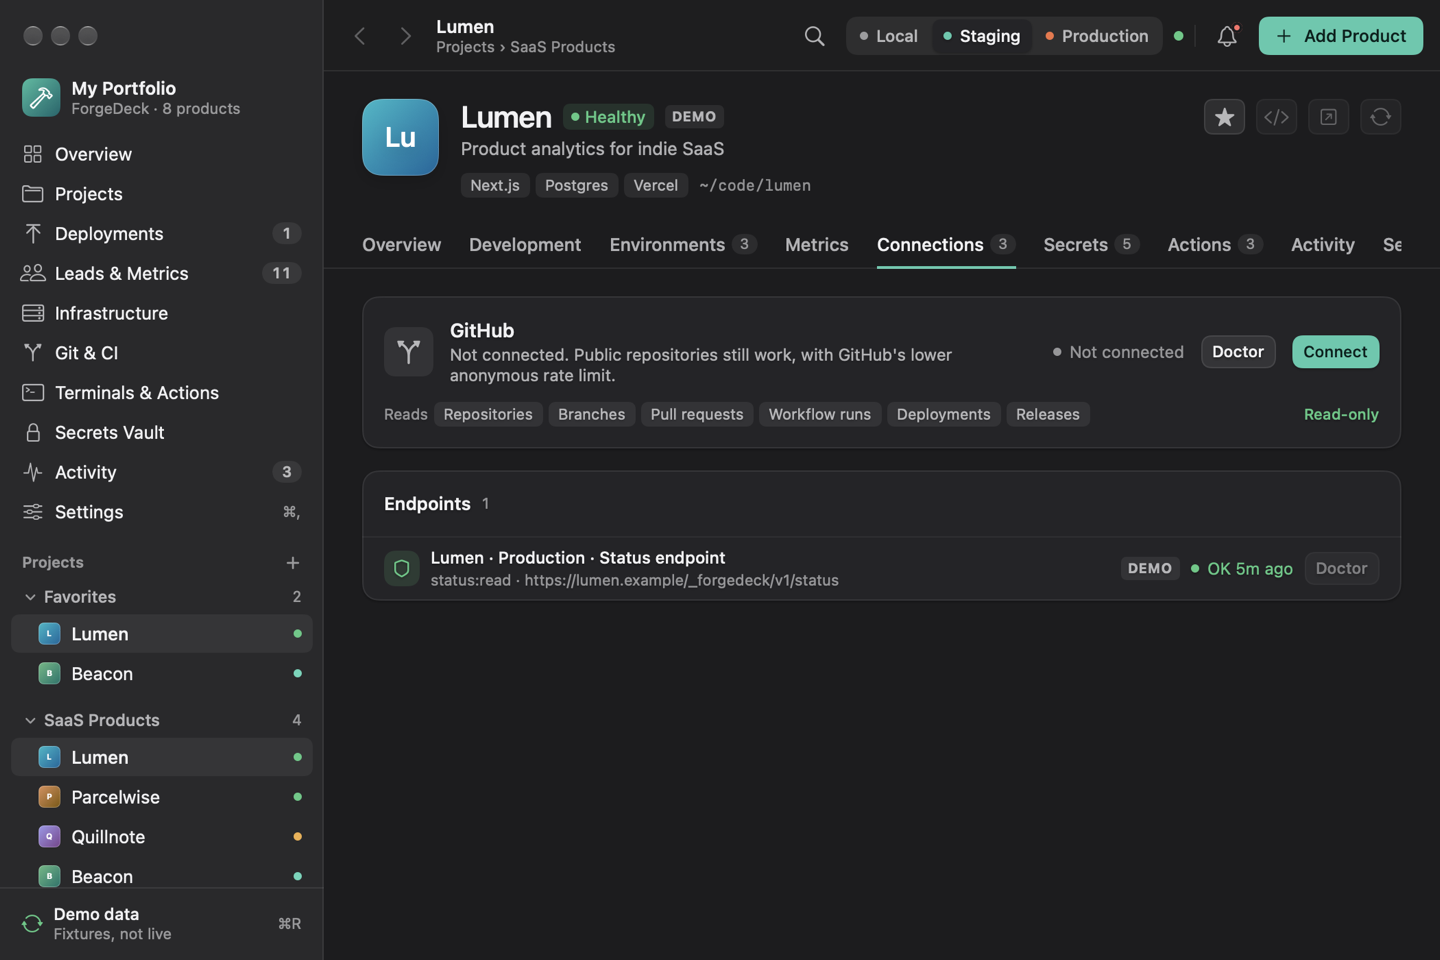 Lumen
Projects › SaaS Products
Local
Staging
Production
Add Product
My Portfolio
ForgeDeck · 8 products
Overview
Projects
Deployments 1
Leads & Metrics 11
Infrastructure
Git & CI
Terminals & Actions
Secrets Vault
Activity 3
Settings ⌘,
Projects
Favorites 2
L Lumen
B Beacon
SaaS Products 4
L Lumen
P Parcelwise
Q Quillnote
B Beacon
Demo data
Fixtures, not live
⌘R
Lu
Lumen Healthy DEMO
Product analytics for indie SaaS
Next.js Postgres Vercel ~/code/lumen
Overview Development Environments 3 Metrics Connections 3 Secrets 5 Actions 3 Activity Se
GitHub
Not connected. Public repositories still work, with GitHub's lower
anonymous rate limit.
Not connected Doctor Connect
Reads Repositories Branches Pull requests Workflow runs Deployments Releases Read-only
Endpoints 1
Lumen · Production · Status endpoint
status:read · https://lumen.example/_forgedeck/v1/status
DEMO OK 5m ago Doctor